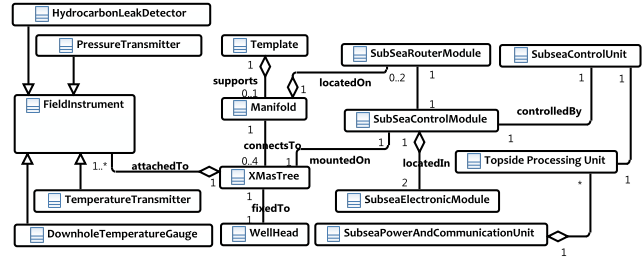 HydrocarbonLeakDetector
PressureTransmitter
Template
SubSeaRouterModule
SubseaControlUnit
1
supports
0..1
1
locatedOn
0..2
1
1
1
FieldInstrument
Manifold
SubSeaControlModule
controlledBy
1
connectsTo
0..4
1
mountedOn
1
1
locatedIn
2
1
Topside Processing Unit
1
1..*
attachedTo
1
XMasTree
TemperatureTransmitter
1
fixedTo
1
SubseaElectronicModule
*
DownholeTemperatureGauge
WellHead
SubseaPowerAndCommunicationUnit
1